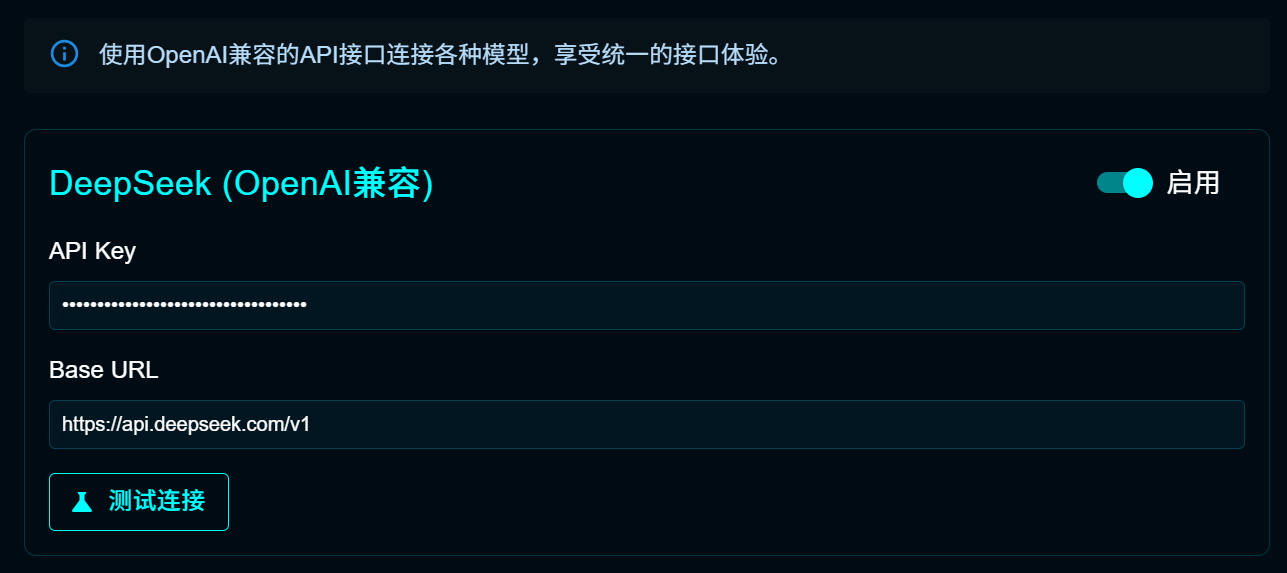 使用OpenAI兼容的API接口连接各种模型，享受统一的接口体验。
DeepSeek (OpenAI兼容)
启用
API Key
•••••••••••••••••••••••••••••••••••
Base URL
https://api.deepseek.com/v1
测试连接